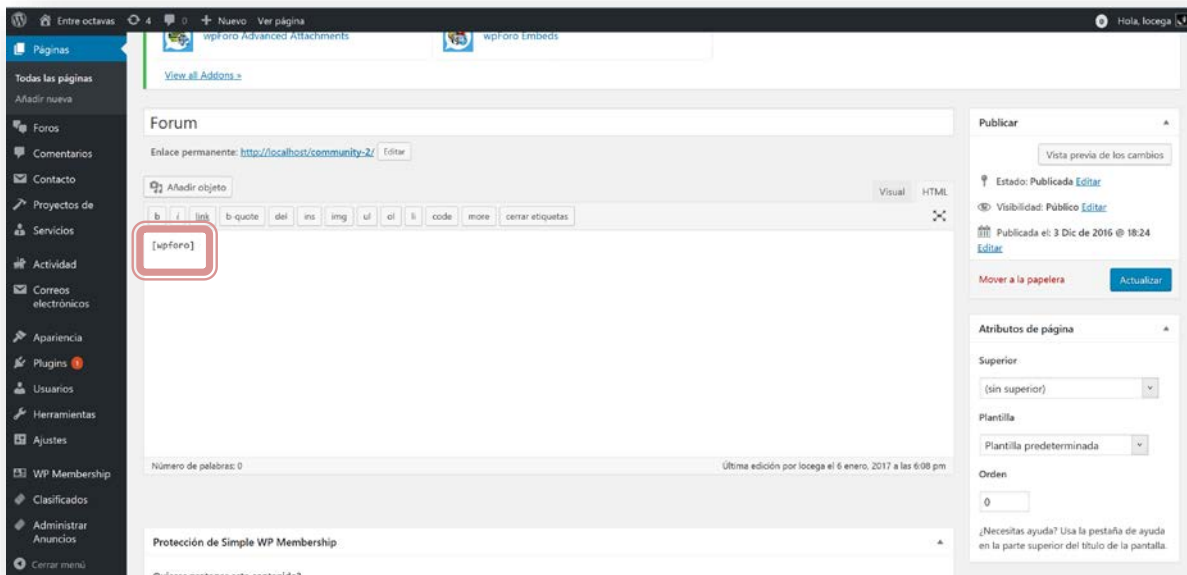 Entre octavas 4 0 + Nuevo Ver página Hola, locega
Páginas
Todas las páginas
Añadir nueva
Foros
Comentarios
Contacto
Proyectos de
Servicios
Actividad
Correos
electrónicos
Apariencia
Plugins 1
Usuarios
Herramientas
Ajustes
WP Membership
Clasificados
Administrar
Anuncios
Cerrar menú
wpForo Advanced Attachments wpForo Embeds
View all Addons »
Forum
Enlace permanente: http://localhost/community-2/ Editar
Añadir objeto Visual HTML
b i link b-quote del ins img ul ol li code more cerrar etiquetas
[wpforo]
Número de palabras: 0 Última edición por locega el 6 enero, 2017 a las 6:08 pm
Protección de Simple WP Membership
Publicar
Vista previa de los cambios
Estado: Publicada Editar
Visibilidad: Público Editar
Publicada el: 3 Dic de 2016 @ 18:24
Editar
Mover a la papelera Actualizar
Atributos de página
Superior
(sin superior)
Plantilla
Plantilla predeterminada
Orden
0
¿Necesitas ayuda? Usa la pestaña de ayuda
en la parte superior del título de la pantalla.